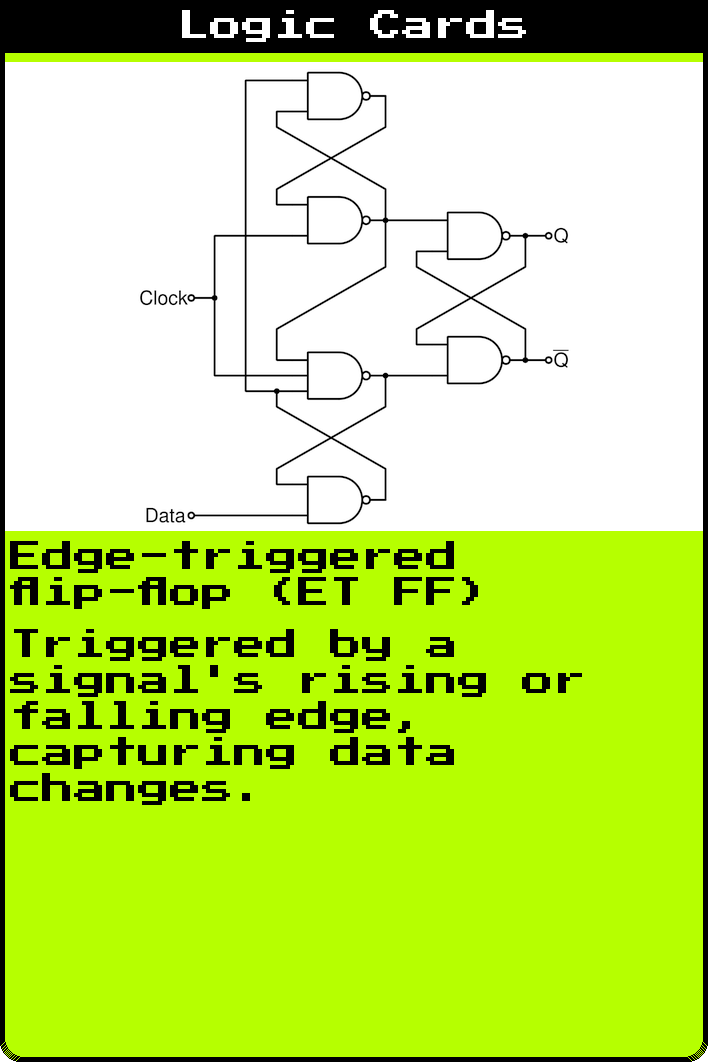 Logic Cards
Q
Clock
Q̅
Data
Edge-triggered
flip-flop (ET FF)
Triggered by a
signal's rising or
falling edge,
capturing data
changes.